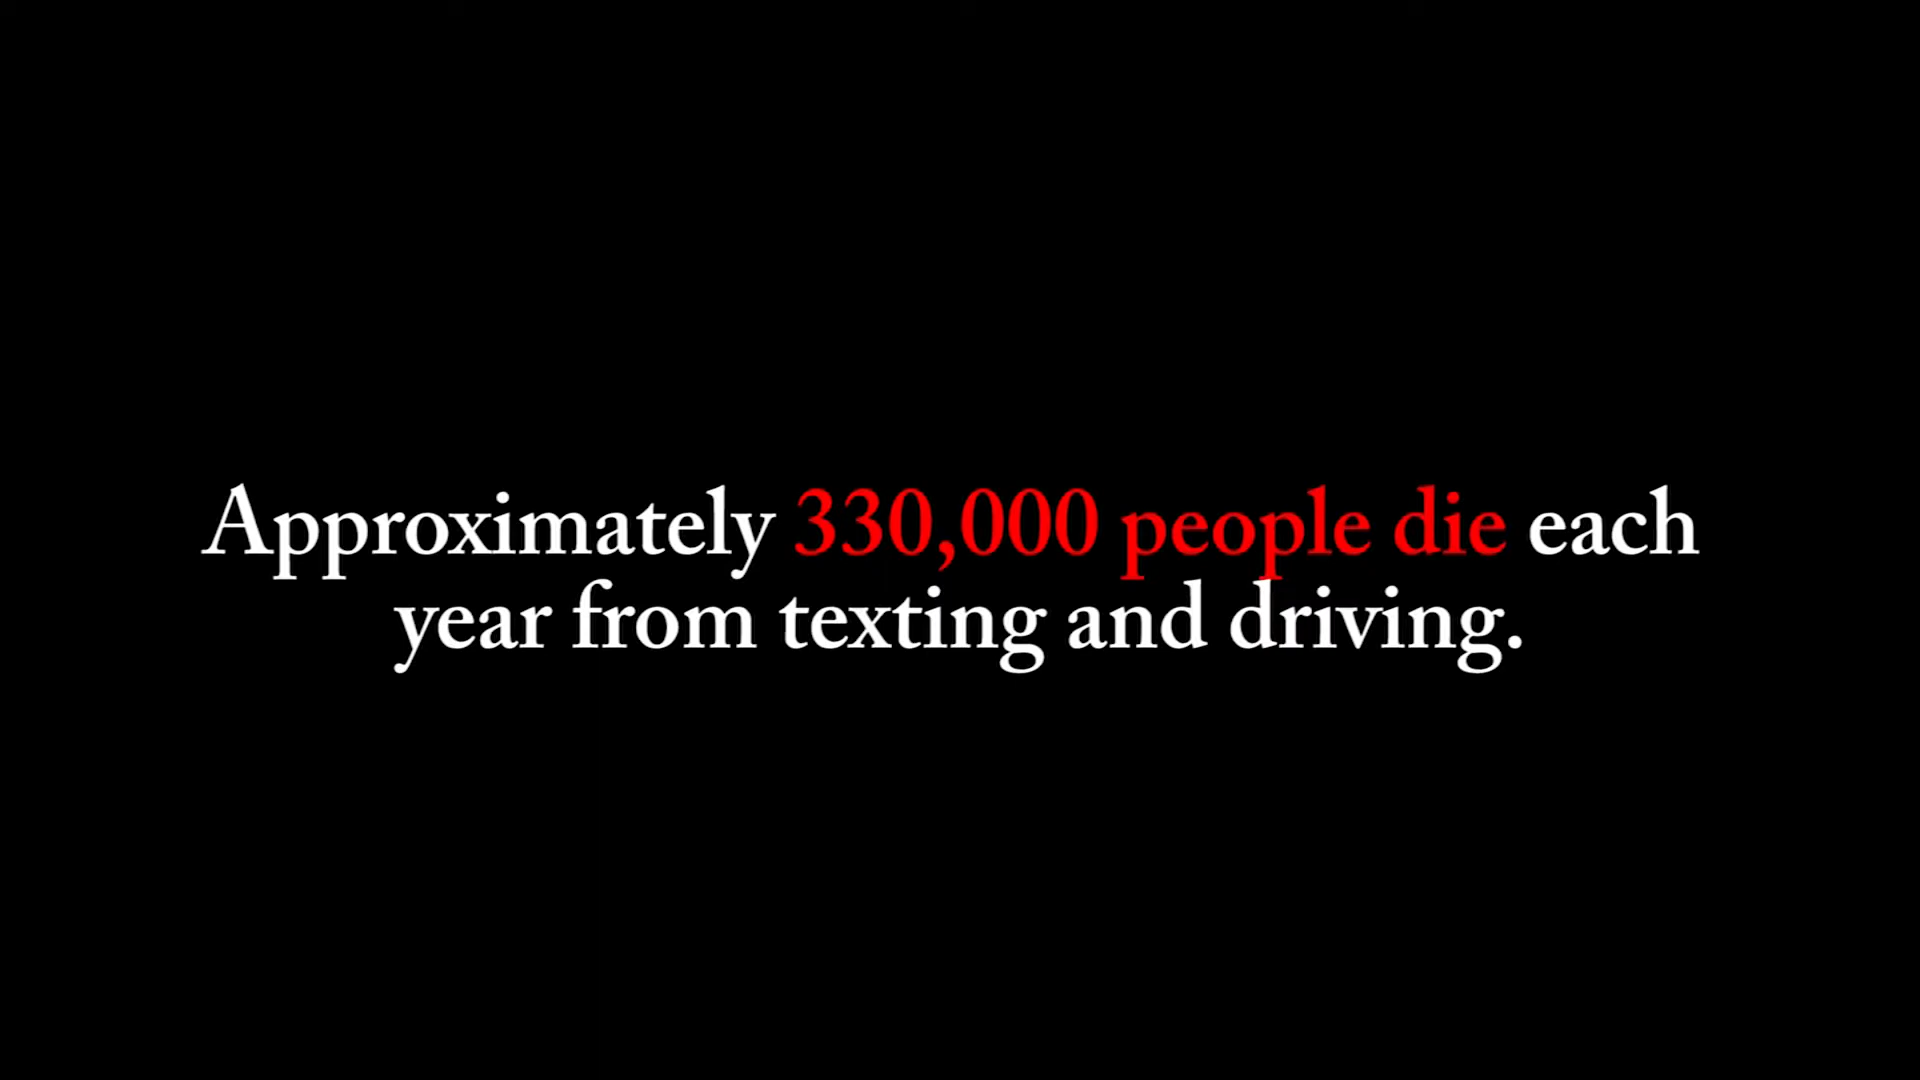 Approximately 330,000 people die each
year from texting and driving.